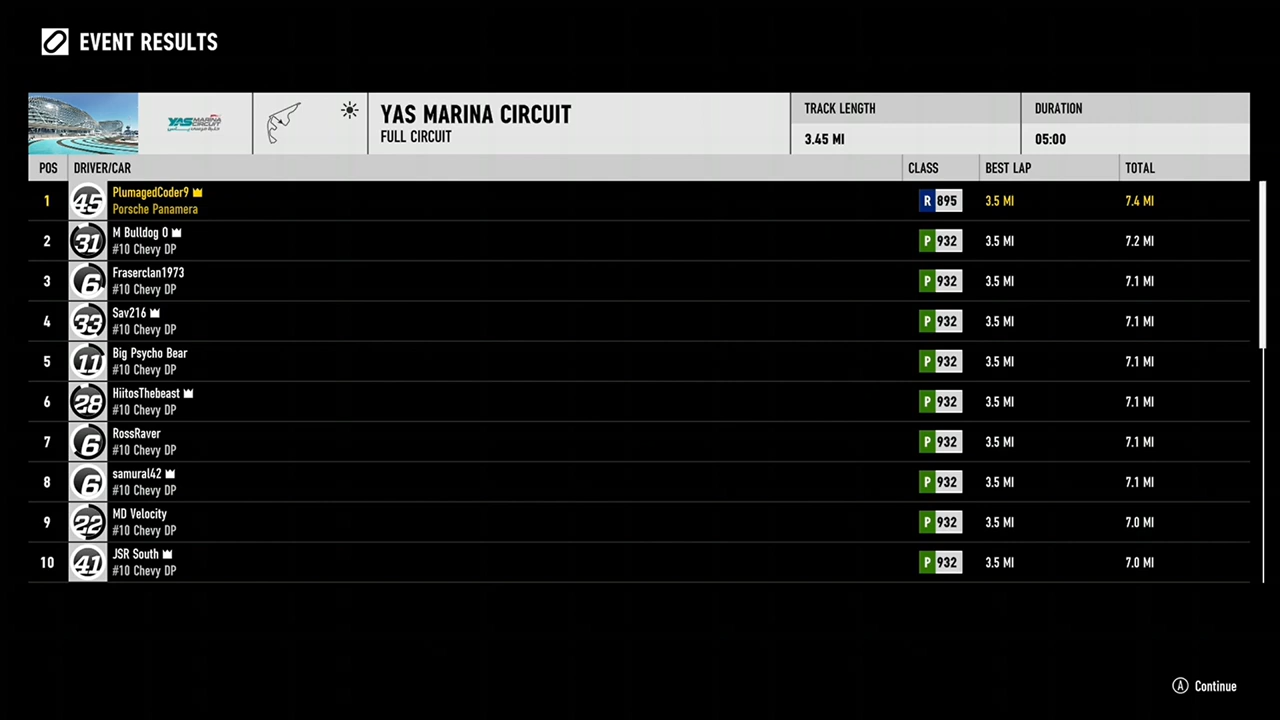 EVENT RESULTS
YAS MARINA CIRCUIT
YAS MARINA CIRCUIT
FULL CIRCUIT
TRACK LENGTH
3.45 MI
DURATION
05:00
POS DRIVER/CAR CLASS BEST LAP TOTAL
1 45 PlumagedCoder9 R 895 3.5 MI 7.4 MI
Porsche Panamera
2 31 M Bulldog O P 932 3.5 MI 7.2 MI
#10 Chevy DP
3 6 Fraserclan1973 P 932 3.5 MI 7.1 MI
#10 Chevy DP
4 33 Sav216 P 932 3.5 MI 7.1 MI
#10 Chevy DP
5 11 Big Psycho Bear P 932 3.5 MI 7.1 MI
#10 Chevy DP
6 28 HiitosThebeast P 932 3.5 MI 7.1 MI
#10 Chevy DP
7 6 RossRaver P 932 3.5 MI 7.1 MI
#10 Chevy DP
8 6 samural42 P 932 3.5 MI 7.1 MI
#10 Chevy DP
9 22 MD Velocity P 932 3.5 MI 7.0 MI
#10 Chevy DP
10 41 JSR South P 932 3.5 MI 7.0 MI
#10 Chevy DP
A Continue